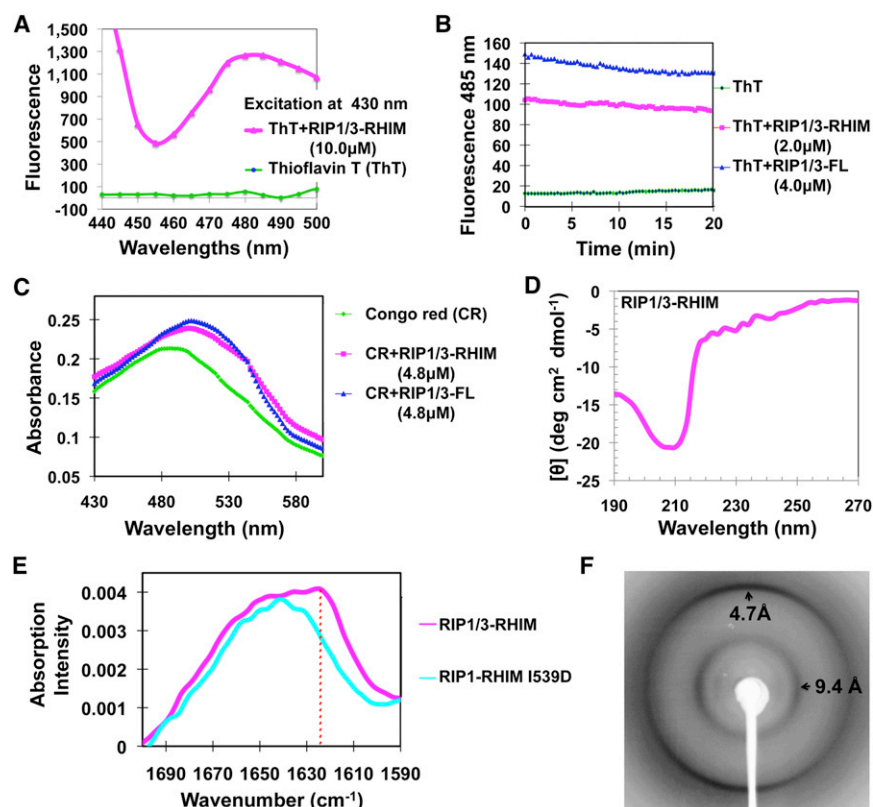 A
Fluorescence
1,500
1,300
1,100
900
700
500
300
100
-100
440 450 460 470 480 490 500
Wavelengths (nm)
Excitation at 430 nm
ThT+RIP1/3-RHIM
(10.0µM)
Thioflavin T (ThT)
B
Fluorescence 485 nm
160
140
120
100
80
60
40
20
0
0 5 10 15 20
Time (min)
ThT
ThT+RIP1/3-RHIM
(2.0µM)
ThT+RIP1/3-FL
(4.0µM)
C
Absorbance
0.25
0.2
0.15
0.1
0.05
430 480 530 580
Wavelength (nm)
Congo red (CR)
CR+RIP1/3-RHIM
(4.8µM)
CR+RIP1/3-FL
(4.8µM)
D
RIP1/3-RHIM
[θ] (deg cm² dmol⁻¹)
0
-5
-10
-15
-20
-25
190 210 230 250 270
Wavelength (nm)
E
Absorption
Intensity
0.004
0.003
0.002
0.001
0
1690 1670 1650 1630 1610 1590
Wavenumber (cm⁻¹)
RIP1/3-RHIM
RIP1-RHIM I539D
F
4.7Å
9.4 Å